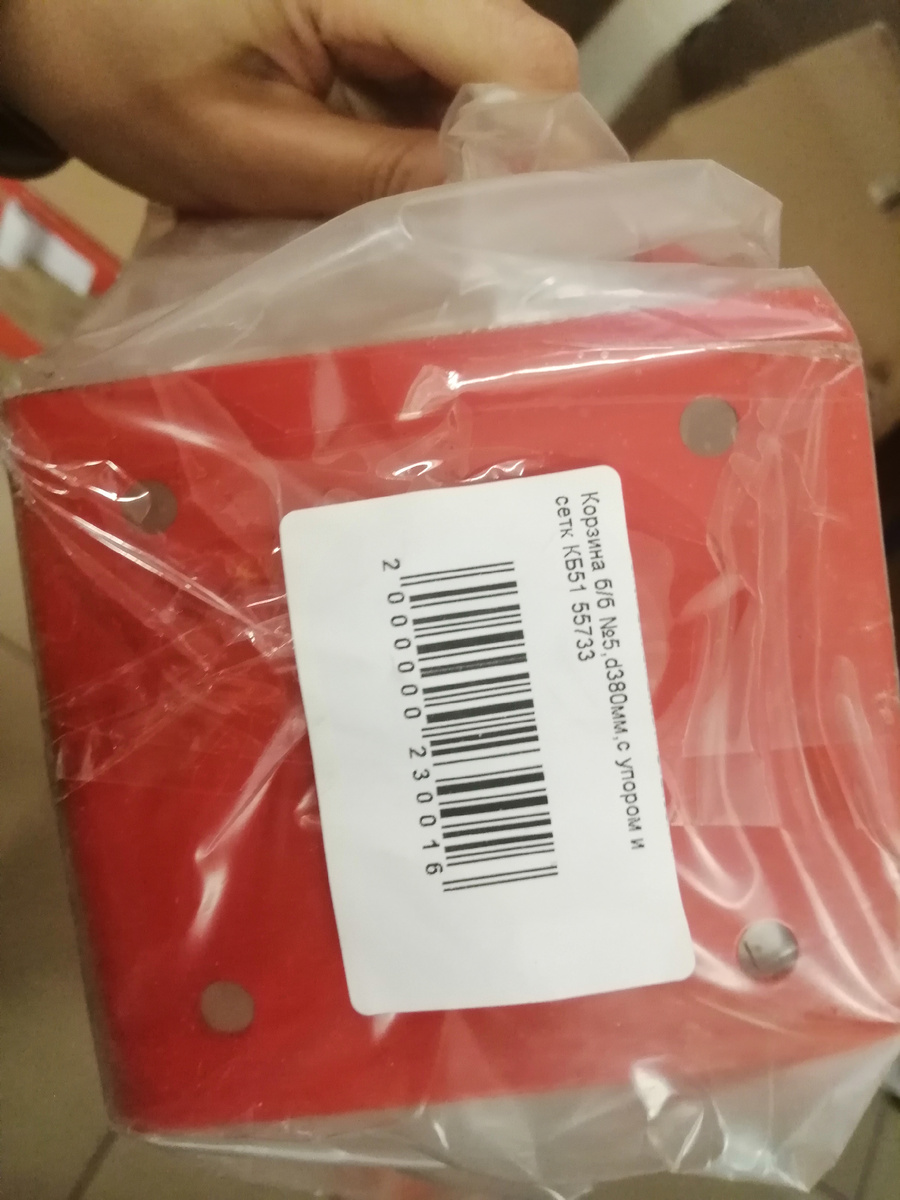 Корзина б/б №5,d380мм,с упором и
сетк КБ51 55733
2 000000 230016